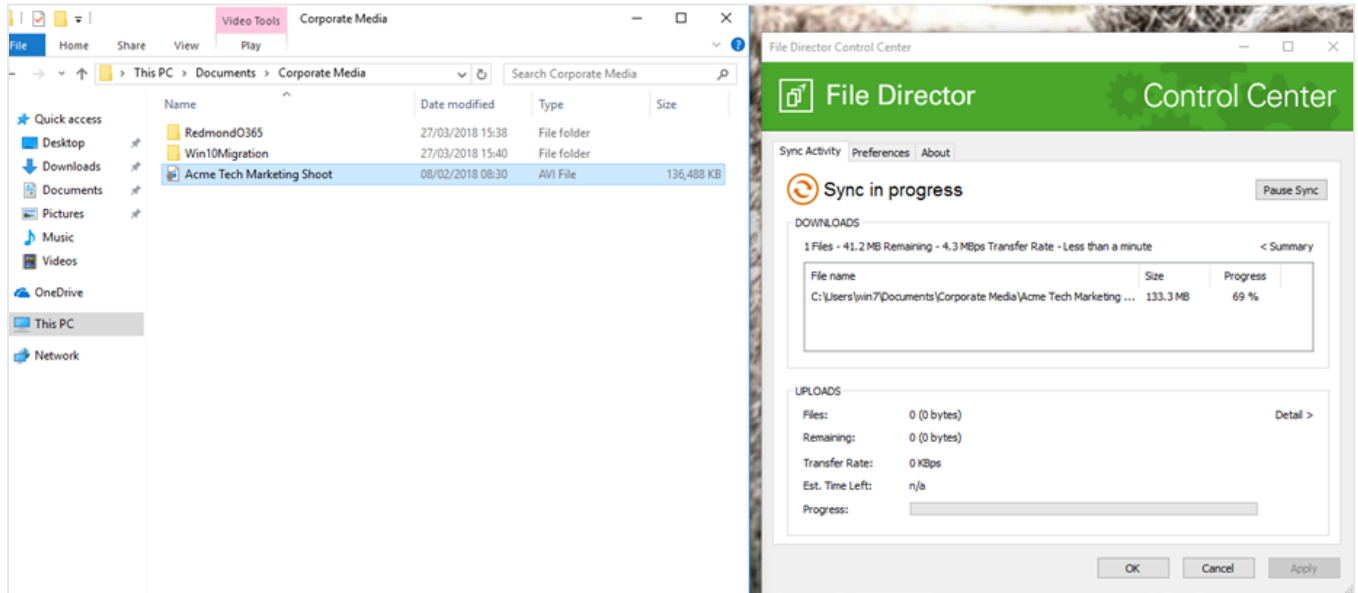 Video Tools Corporate Media
File Home Share View Play
This PC > Documents > Corporate Media
Search Corporate Media
Quick access
Desktop
Downloads
Documents
Pictures
Music
Videos
OneDrive
This PC
Network
Name Date modified Type Size
RedmondO365 27/03/2018 15:38 File folder
Win10Migration 27/03/2018 15:40 File folder
Acme Tech Marketing Shoot 08/02/2018 08:30 AVI File 136,488 KB
File Director Control Center
File Director Control Center
Sync Activity Preferences About
Sync in progress Pause Sync
DOWNLOADS
1 Files - 41.2 MB Remaining - 4.3 MBps Transfer Rate - Less than a minute < Summary
File name Size Progress
C:\Users\win7\Documents\Corporate Media\Acme Tech Marketing ... 133.3 MB 69 %
UPLOADS
Files: 0 (0 bytes) Detail >
Remaining: 0 (0 bytes)
Transfer Rate: 0 KBps
Est. Time Left: n/a
Progress:
OK Cancel Apply